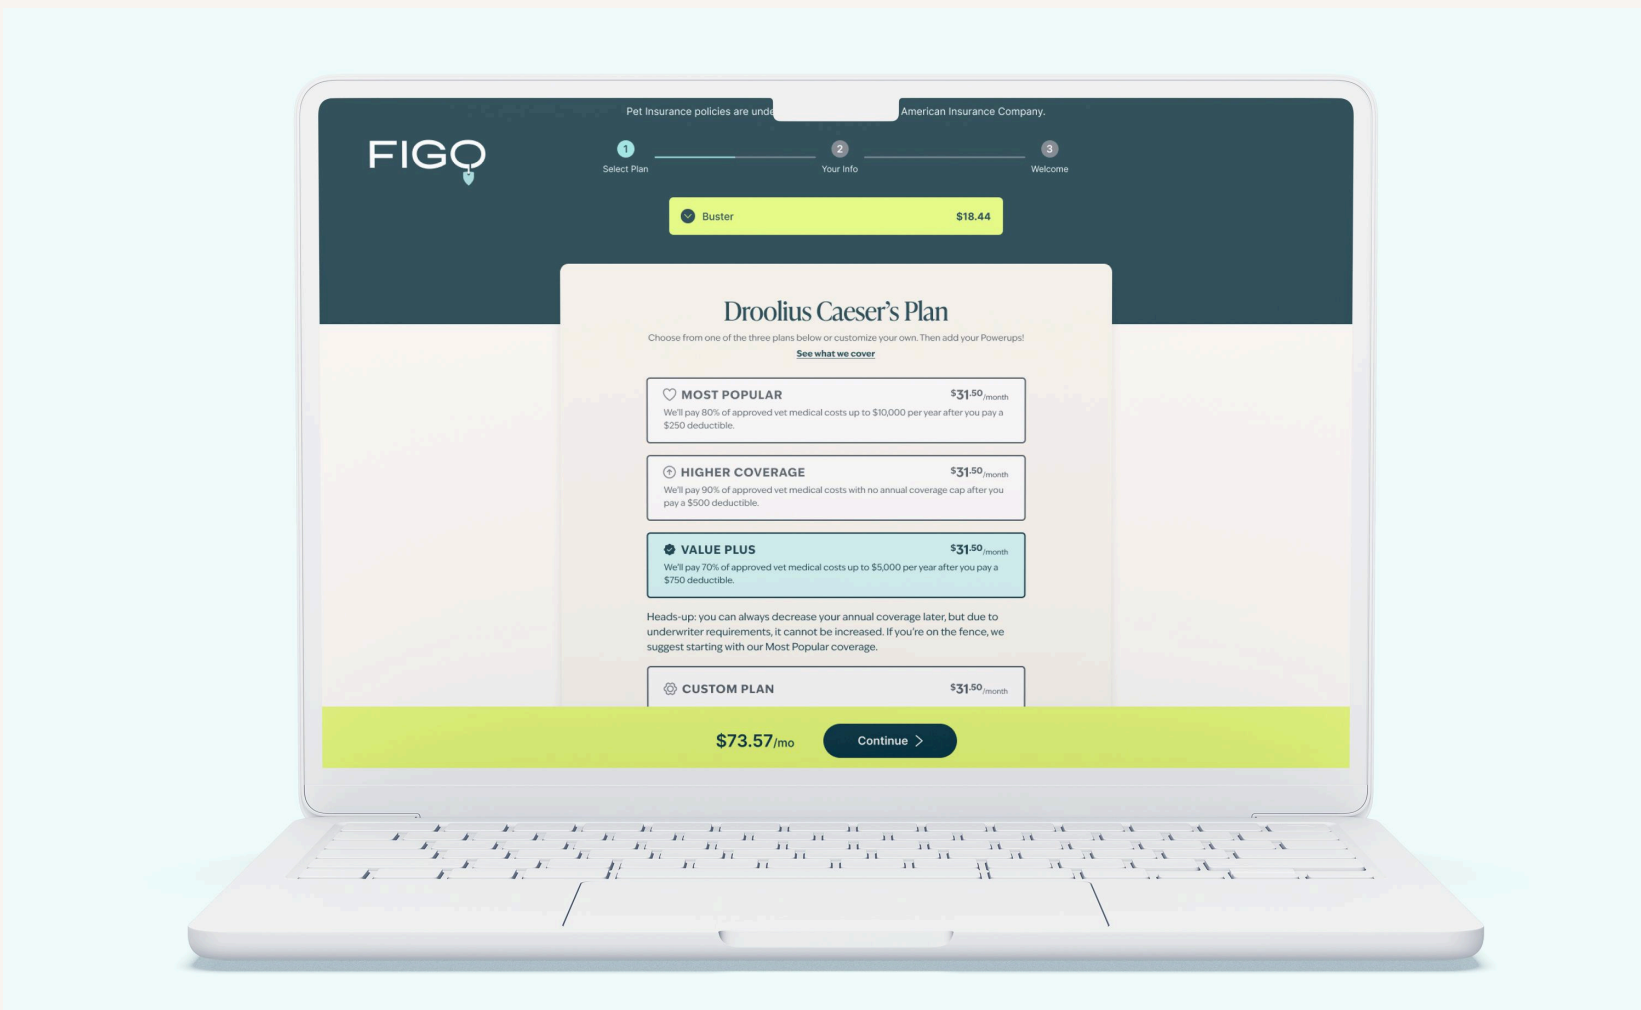 Pet Insurance policies are unde American Insurance Company.
FIGO
1
Select Plan
2
Your Info
3
Welcome
Buster $18.44
Droolius Caeser’s Plan
Choose from one of the three plans below or customize your own. Then add your Powerups!
See what we cover
MOST POPULAR $31.50/month
We'll pay 80% of approved vet medical costs up to $10,000 per year after you pay a
$250 deductible.
HIGHER COVERAGE $31.50/month
We'll pay 90% of approved vet medical costs with no annual coverage cap after you
pay a $500 deductible.
VALUE PLUS $31.50/month
We'll pay 70% of approved vet medical costs up to $5,000 per year after you pay a
$750 deductible.
Heads-up: you can always decrease your annual coverage later, but due to
underwriter requirements, it cannot be increased. If you're on the fence, we
suggest starting with our Most Popular coverage.
CUSTOM PLAN $31.50/month
$73.57/mo Continue